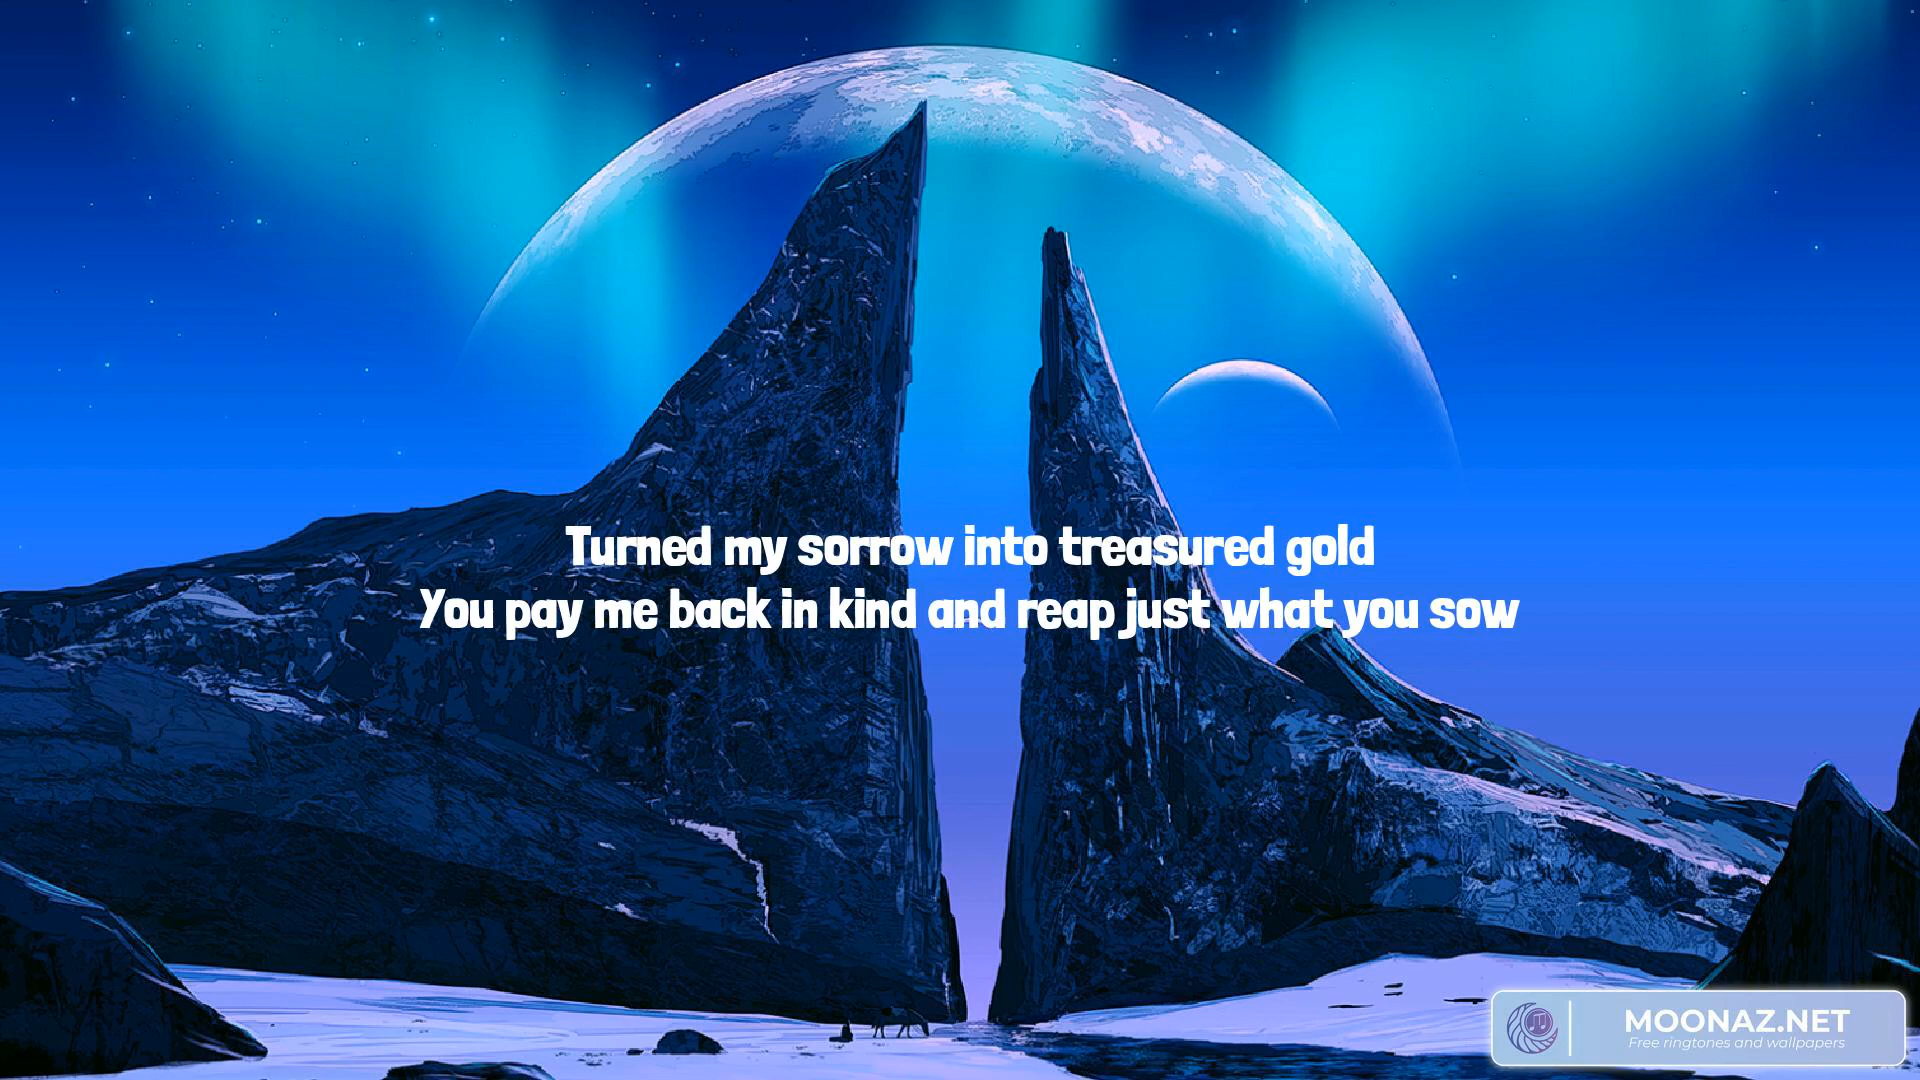 Turned my sorrow into treasured gold
You pay me back in kind and reap just what you sow
MOONAZ.NET
Free ringtones and wallpapers